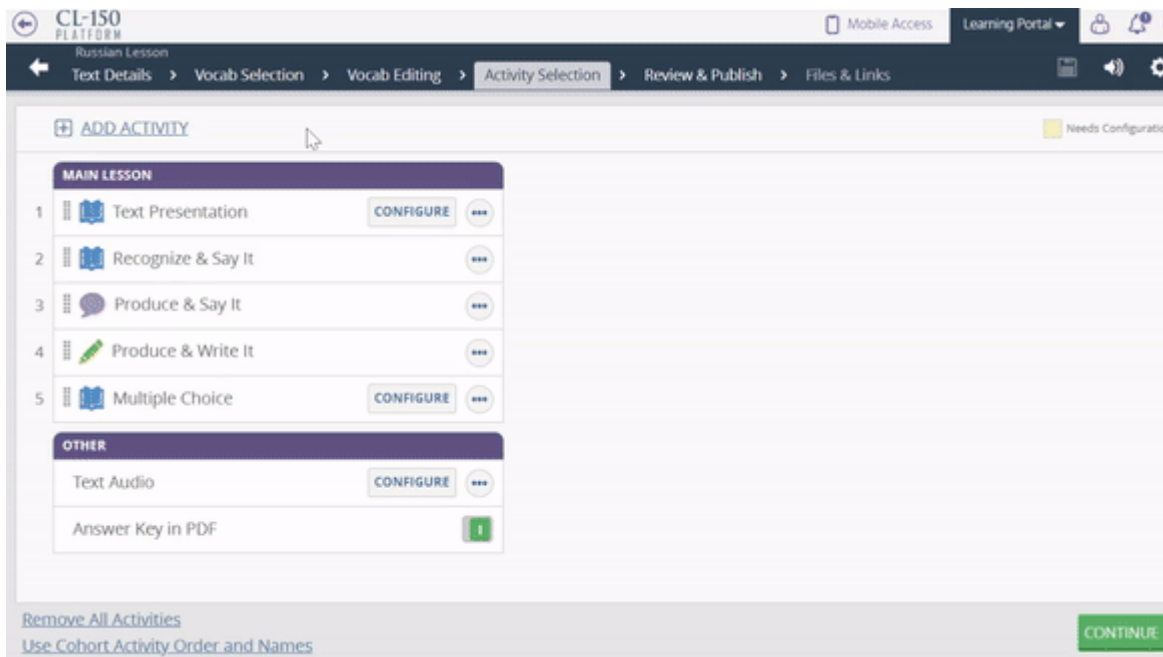 CL-150
PLATFORM
Mobile Access
Learning Portal
Russian Lesson
Text Details > Vocab Selection > Vocab Editing > Activity Selection > Review & Publish > Files & Links
ADD ACTIVITY
Needs Configuratio
MAIN LESSON
1 Text Presentation CONFIGURE
2 Recognize & Say It
3 Produce & Say It
4 Produce & Write It
5 Multiple Choice CONFIGURE
OTHER
Text Audio CONFIGURE
Answer Key in PDF
Remove All Activities
CONTINUE
Use Cohort Activity Order and Names